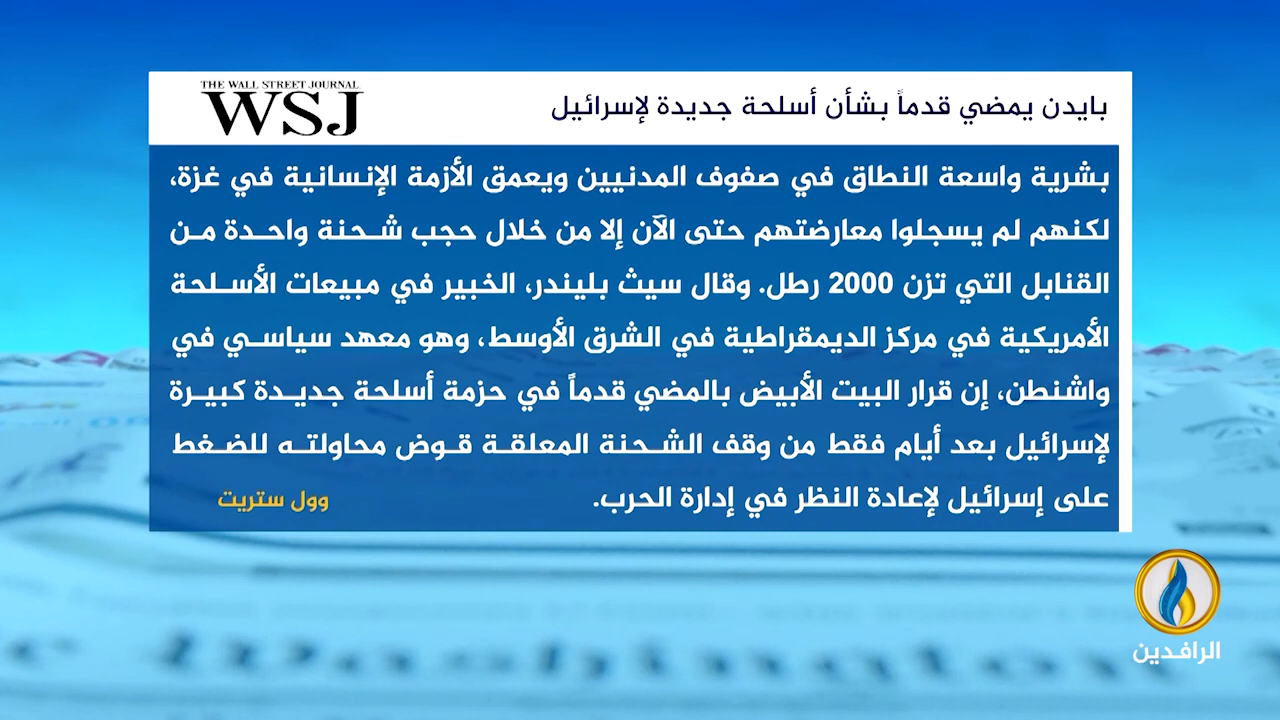 THE WALL STREET JOURNAL
WSJ
بايدن يمضي قدماً بشأن أسلحة جديدة لإسرائيل
بشرية واسعة النطاق في صفوف المدنيين ويعمق الأزمة الإنسانية في غزة،
لكنهم لم يسجلوا معارضتهم حتى الآن إلا من خلال حجب شحنة واحدة من
القنابل التي تزن 2000 رطل. وقال سيث بليندر، الخبير في مبيعات الأسلحة
الأمريكية في مركز الديمقراطية في الشرق الأوسط، وهو معهد سياسي في
واشنطن، إن قرار البيت الأبيض بالمضي قدماً في حزمة أسلحة جديدة كبيرة
لإسرائيل بعد أيام فقط من وقف الشحنة المعلقة قوض محاولته للضغط
على إسرائيل لإعادة النظر في إدارة الحرب.
وول ستريت
الرافدين